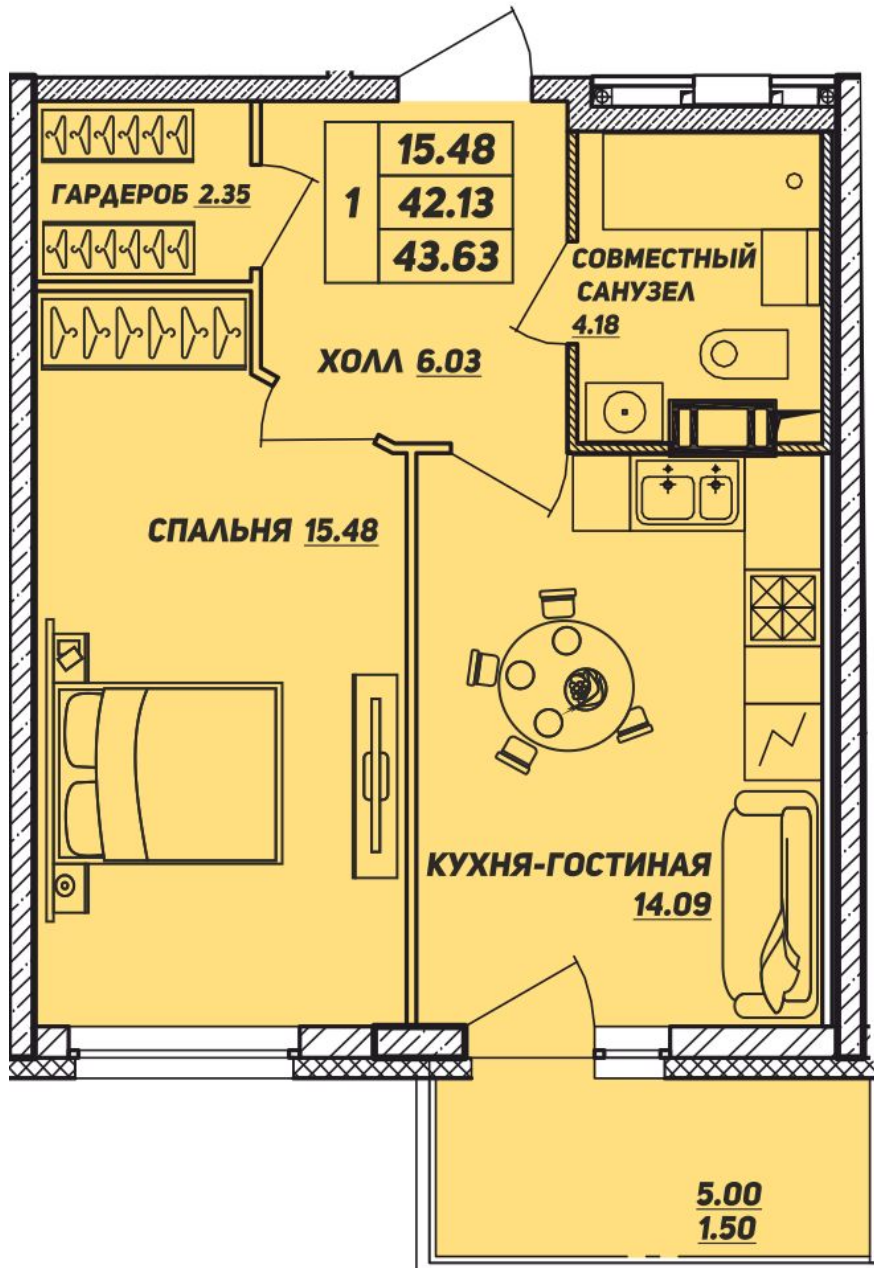 15.48
1
42.13
43.63
ГАРДЕРОБ 2.35
СОВМЕСТНЫЙ
САНУЗЕЛ
4.18
ХОЛЛ 6.03
СПАЛЬНЯ 15.48
КУХНЯ-ГОСТИНАЯ
14.09
5.00
1.50